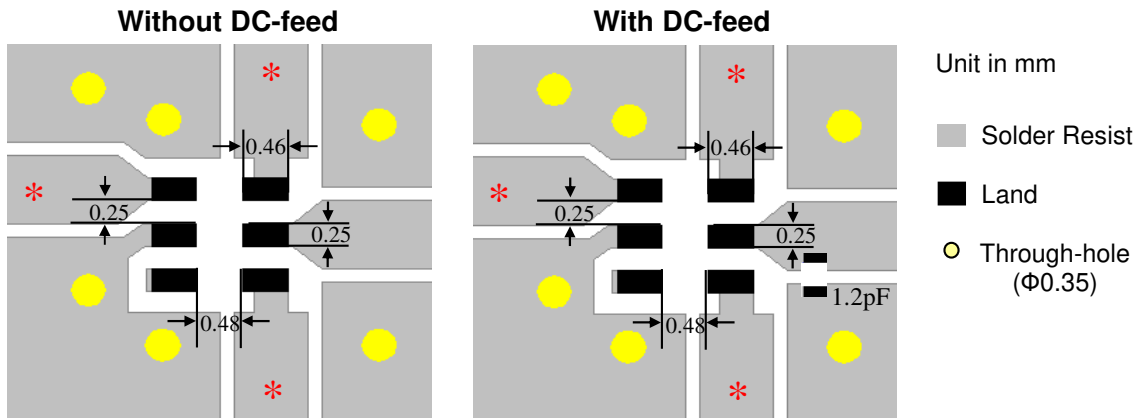 Without DC-feed
With DC-feed
*
*
*
0.46
0.25
0.25
0.48
*
*
*
0.46
0.25
0.25
0.48
1.2pF
Unit in mm
Solder Resist
Land
Through-hole
(Φ0.35)